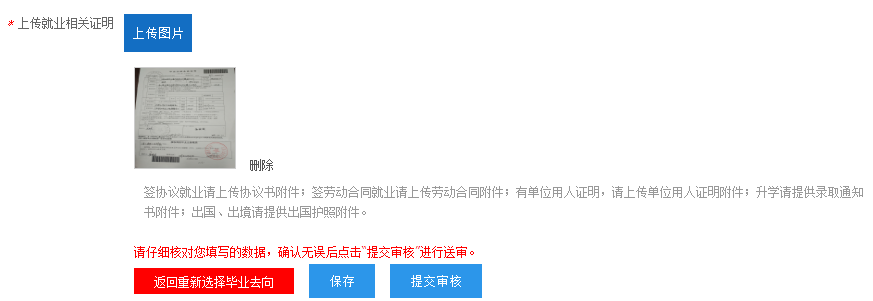 * 上传就业相关证明
上传图片
删除
签协议就业请上传协议书附件；签劳动合同就业请上传劳动合同附件；有单位用人证明，请上传单位用人证明附件；升学请提供录取通知
书附件；出国、出境请提供出国护照附件。
请仔细核对您填写的数据，确认无误后点击“提交审核”进行送审。
返回重新选择毕业去向
保存
提交审核